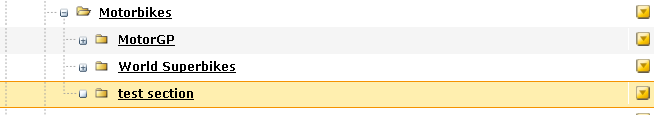 Motorbikes
MotorGP
World Superbikes
test section